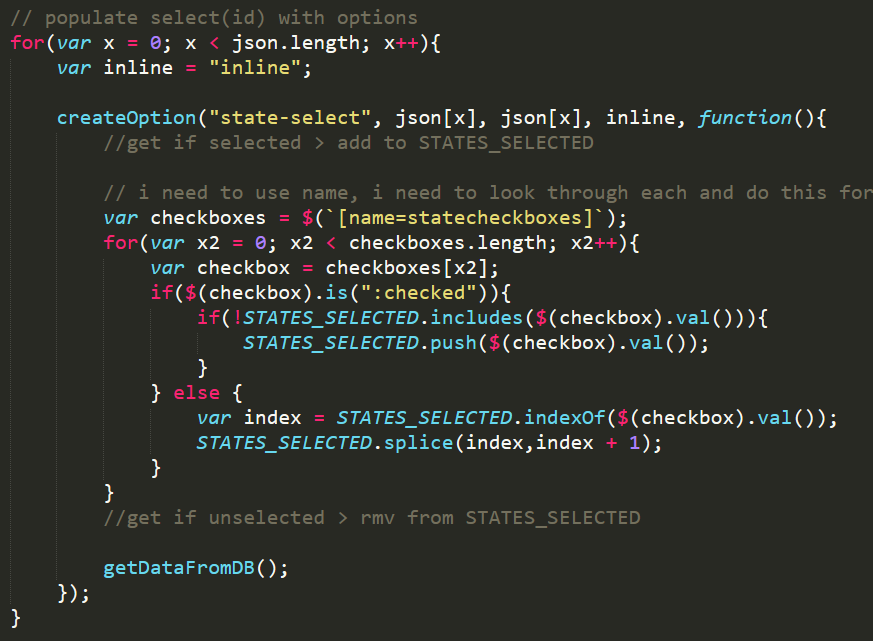 // populate select(id) with options
for(var x = 0; x < json.length; x++){
    var inline = "inline";
    createOption("state-select", json[x], json[x], inline, function(){
        //get if selected > add to STATES_SELECTED
        // i need to use name, i need to look through each and do this for
        var checkboxes = $(`[name=statecheckboxes]`);
        for(var x2 = 0; x2 < checkboxes.length; x2++){
            var checkbox = checkboxes[x2];
            if($(checkbox).is(":checked")){
                if(!STATES_SELECTED.includes($(checkbox).val())){
                    STATES_SELECTED.push($(checkbox).val());
                }
            } else {
                var index = STATES_SELECTED.indexOf($(checkbox).val());
                STATES_SELECTED.splice(index,index + 1);
            }
        }
        //get if unselected > rmv from STATES_SELECTED
        getDataFromDB();
    });
}